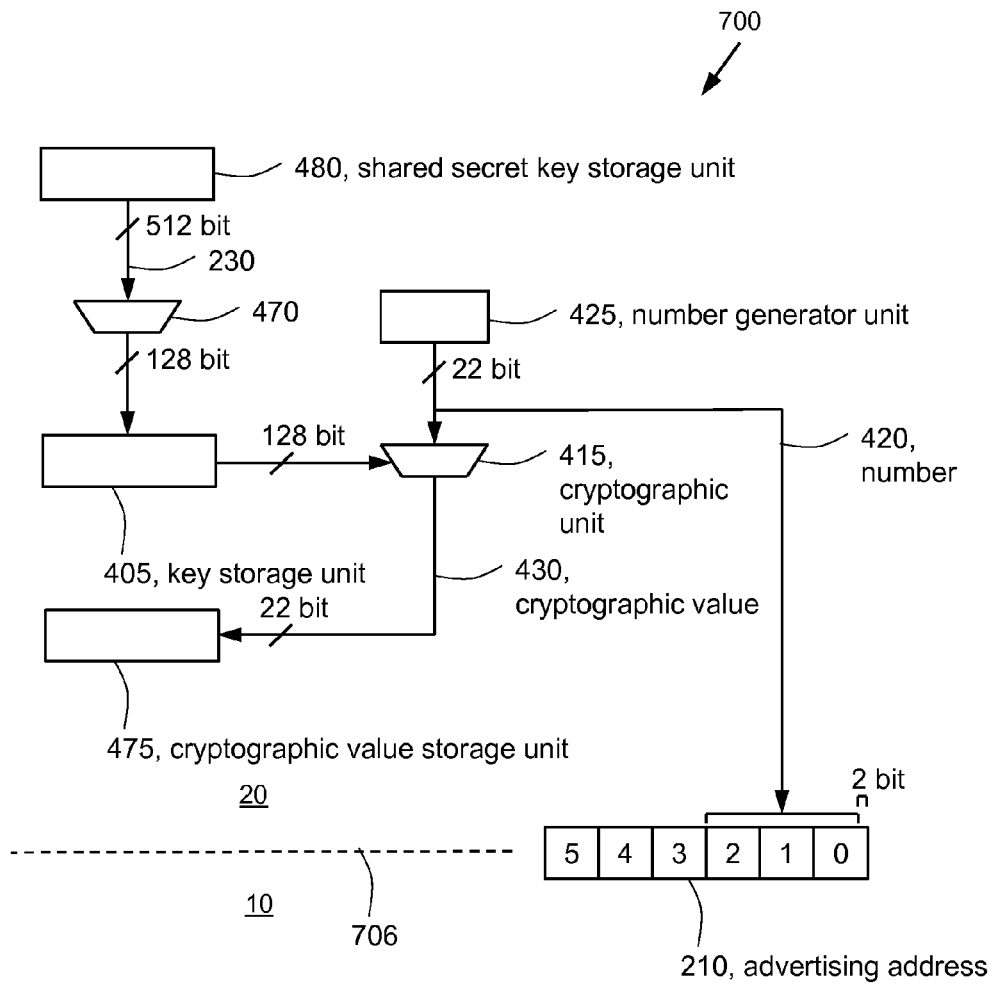 700
480, shared secret key storage unit
512 bit
230
470
425, number generator unit
128 bit
22 bit
128 bit
415,
cryptographic
unit
420,
number
405, key storage unit
430,
cryptographic value
22 bit
475, cryptographic value storage unit
2 bit
20
5 4 3 2 1 0
10
706
210, advertising address